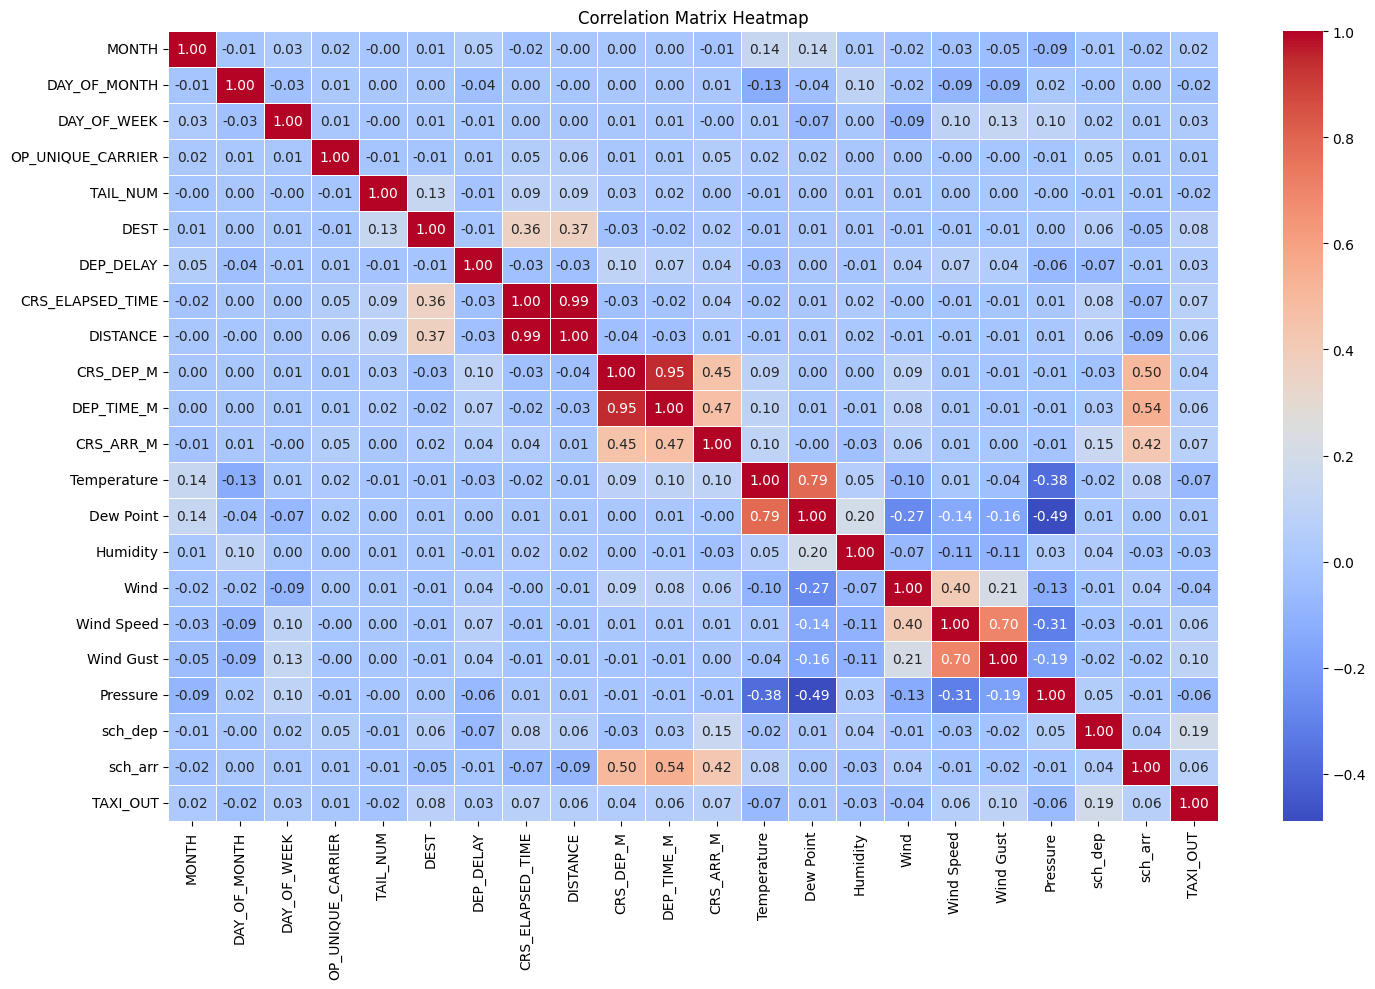 Correlation Matrix Heatmap
MONTH 1.00 -0.01 0.03 0.02 -0.00 0.01 0.05 -0.02 -0.00 0.00 0.00 -0.01 0.14 0.14 0.01 -0.02 -0.03 -0.05 -0.09 -0.01 -0.02 0.02
DAY_OF_MONTH -0.01 1.00 -0.03 0.01 0.00 0.00 -0.04 0.00 -0.00 0.00 0.00 0.01 -0.13 -0.04 0.10 -0.02 -0.09 -0.09 0.02 -0.00 0.00 -0.02
DAY_OF_WEEK 0.03 -0.03 1.00 0.01 -0.00 0.01 -0.01 0.00 0.00 0.01 0.01 -0.00 0.01 -0.07 0.00 -0.09 0.10 0.13 0.10 0.02 0.01 0.03
OP_UNIQUE_CARRIER 0.02 0.01 0.01 1.00 -0.01 -0.01 0.01 0.05 0.06 0.01 0.01 0.05 0.02 0.02 0.00 0.00 -0.00 -0.00 -0.01 0.05 0.01 0.01
TAIL_NUM -0.00 0.00 -0.00 -0.01 1.00 0.13 -0.01 0.09 0.09 0.03 0.02 0.00 -0.01 0.00 0.01 0.01 0.00 0.00 -0.00 -0.01 -0.01 -0.02
DEST 0.01 0.00 0.01 -0.01 0.13 1.00 -0.01 0.36 0.37 -0.03 -0.02 0.02 -0.01 0.01 0.01 -0.01 -0.01 -0.01 0.00 0.06 -0.05 0.08
DEP_DELAY 0.05 -0.04 -0.01 0.01 -0.01 -0.01 1.00 -0.03 -0.03 0.10 0.07 0.04 -0.03 0.00 -0.01 0.04 0.07 0.04 -0.06 -0.07 -0.01 0.03
CRS_ELAPSED_TIME -0.02 0.00 0.00 0.05 0.09 0.36 -0.03 1.00 0.99 -0.03 -0.02 0.04 -0.02 0.01 0.02 -0.00 -0.01 -0.01 0.01 0.08 -0.07 0.07
DISTANCE -0.00 -0.00 0.00 0.06 0.09 0.37 -0.03 0.99 1.00 -0.04 -0.03 0.01 -0.01 0.01 0.02 -0.01 -0.01 -0.01 0.01 0.06 -0.09 0.06
CRS_DEP_M 0.00 0.00 0.01 0.01 0.03 -0.03 0.10 -0.03 -0.04 1.00 0.95 0.45 0.09 0.00 0.00 0.09 0.01 -0.01 -0.01 -0.03 0.50 0.04
DEP_TIME_M 0.00 0.00 0.01 0.01 0.02 -0.02 0.07 -0.02 -0.03 0.95 1.00 0.47 0.10 0.01 -0.01 0.08 0.01 -0.01 -0.01 0.03 0.54 0.06
CRS_ARR_M -0.01 0.01 -0.00 0.05 0.00 0.02 0.04 0.04 0.01 0.45 0.47 1.00 0.10 -0.00 -0.03 0.06 0.01 0.00 -0.01 0.15 0.42 0.07
Temperature 0.14 -0.13 0.01 0.02 -0.01 -0.01 -0.03 -0.02 -0.01 0.09 0.10 0.10 1.00 0.79 0.05 -0.10 0.01 -0.04 -0.38 -0.02 0.08 -0.07
Dew Point 0.14 -0.04 -0.07 0.02 0.00 0.01 0.00 0.01 0.01 0.00 0.01 -0.00 0.79 1.00 0.20 -0.27 -0.14 -0.16 -0.49 0.01 0.00 0.01
Humidity 0.01 0.10 0.00 0.00 0.01 0.01 -0.01 0.02 0.02 0.00 -0.01 -0.03 0.05 0.20 1.00 -0.07 -0.11 -0.11 0.03 0.04 -0.03 -0.03
Wind -0.02 -0.02 -0.09 0.00 0.01 -0.01 0.04 -0.00 -0.01 0.09 0.08 0.06 -0.10 -0.27 -0.07 1.00 0.40 0.21 -0.13 -0.01 0.04 -0.04
Wind Speed -0.03 -0.09 0.10 -0.00 0.00 -0.01 0.07 -0.01 -0.01 0.01 0.01 0.01 0.01 -0.14 -0.11 0.40 1.00 0.70 -0.31 -0.03 -0.01 0.06
Wind Gust -0.05 -0.09 0.13 -0.00 0.00 -0.01 0.04 -0.01 -0.01 -0.01 -0.01 0.00 -0.04 -0.16 -0.11 0.21 0.70 1.00 -0.19 -0.02 -0.02 0.10
Pressure -0.09 0.02 0.10 -0.01 -0.00 0.00 -0.06 0.01 0.01 -0.01 -0.01 -0.01 -0.38 -0.49 0.03 -0.13 -0.31 -0.19 1.00 0.05 -0.01 -0.06
sch_dep -0.01 -0.00 0.02 0.05 -0.01 0.06 -0.07 0.08 0.06 -0.03 0.03 0.15 -0.02 0.01 0.04 -0.01 -0.03 -0.02 0.05 1.00 0.04 0.19
sch_arr -0.02 0.00 0.01 0.01 -0.01 -0.05 -0.01 -0.07 -0.09 0.50 0.54 0.42 0.08 0.00 -0.03 0.04 -0.01 -0.02 -0.01 0.04 1.00 0.06
TAXI_OUT 0.02 -0.02 0.03 0.01 -0.02 0.08 0.03 0.07 0.06 0.04 0.06 0.07 -0.07 0.01 -0.03 -0.04 0.06 0.10 -0.06 0.19 0.06 1.00
MONTH DAY_OF_MONTH DAY_OF_WEEK OP_UNIQUE_CARRIER TAIL_NUM DEST DEP_DELAY CRS_ELAPSED_TIME DISTANCE CRS_DEP_M DEP_TIME_M CRS_ARR_M Temperature Dew Point Humidity Wind Wind Speed Wind Gust Pressure sch_dep sch_arr TAXI_OUT
1.0
0.8
0.6
0.4
0.2
0.0
-0.2
-0.4